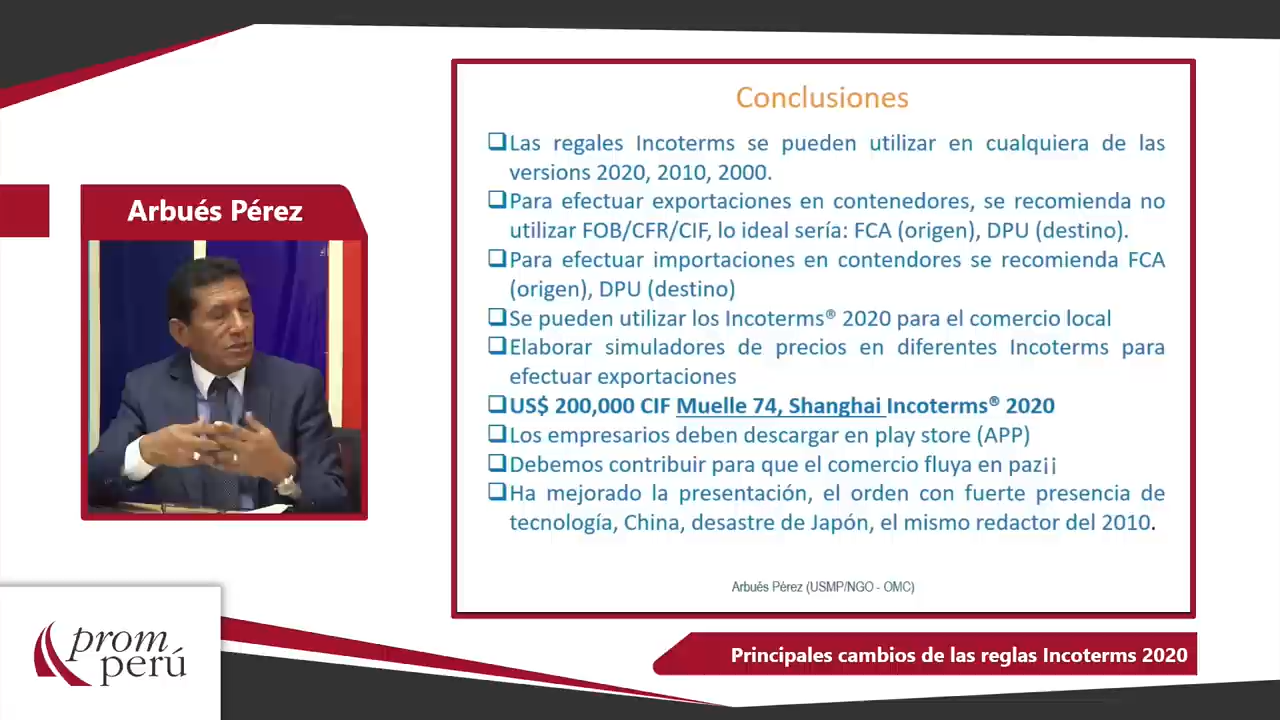 Arbués Pérez
Conclusiones
❑Las regales Incoterms se pueden utilizar en cualquiera de las
versions 2020, 2010, 2000.
❑Para efectuar exportaciones en contenedores, se recomienda no
utilizar FOB/CFR/CIF, lo ideal sería: FCA (origen), DPU (destino).
❑Para efectuar importaciones en contendores se recomienda FCA
(origen), DPU (destino)
❑Se pueden utilizar los Incoterms® 2020 para el comercio local
❑Elaborar simuladores de precios en diferentes Incoterms para
efectuar exportaciones
❑US$ 200,000 CIF Muelle 74, Shanghai Incoterms® 2020
❑Los empresarios deben descargar en play store (APP)
❑Debemos contribuir para que el comercio fluya en paz¡¡
❑Ha mejorado la presentación, el orden con fuerte presencia de
tecnología, China, desastre de Japón, el mismo redactor del 2010.
Arbués Pérez (USMP/NGO - OMC)
prom
perú
Principales cambios de las reglas Incoterms 2020